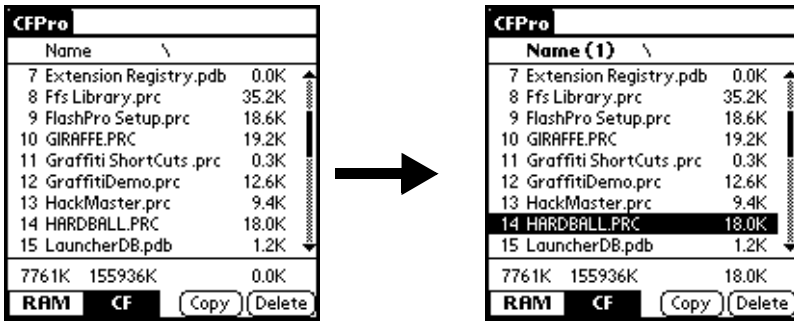 CFPro
Name \
7 Extension Registry.pdb 0.0K
8 Ffs Library.prc 35.2K
9 FlashPro Setup.prc 18.6K
10 GIRAFFE.PRC 19.2K
11 Graffiti ShortCuts .prc 0.3K
12 GraffitiDemo.prc 12.6K
13 HackMaster.prc 9.4K
14 HARDBALL.PRC 18.0K
15 LauncherDB.pdb 1.2K
7761K 155936K 0.0K
RAM CF Copy Delete
CFPro
Name (1) \
7 Extension Registry.pdb 0.0K
8 Ffs Library.prc 35.2K
9 FlashPro Setup.prc 18.6K
10 GIRAFFE.PRC 19.2K
11 Graffiti ShortCuts .prc 0.3K
12 GraffitiDemo.prc 12.6K
13 HackMaster.prc 9.4K
14 HARDBALL.PRC 18.0K
15 LauncherDB.pdb 1.2K
7761K 155936K 18.0K
RAM CF Copy Delete